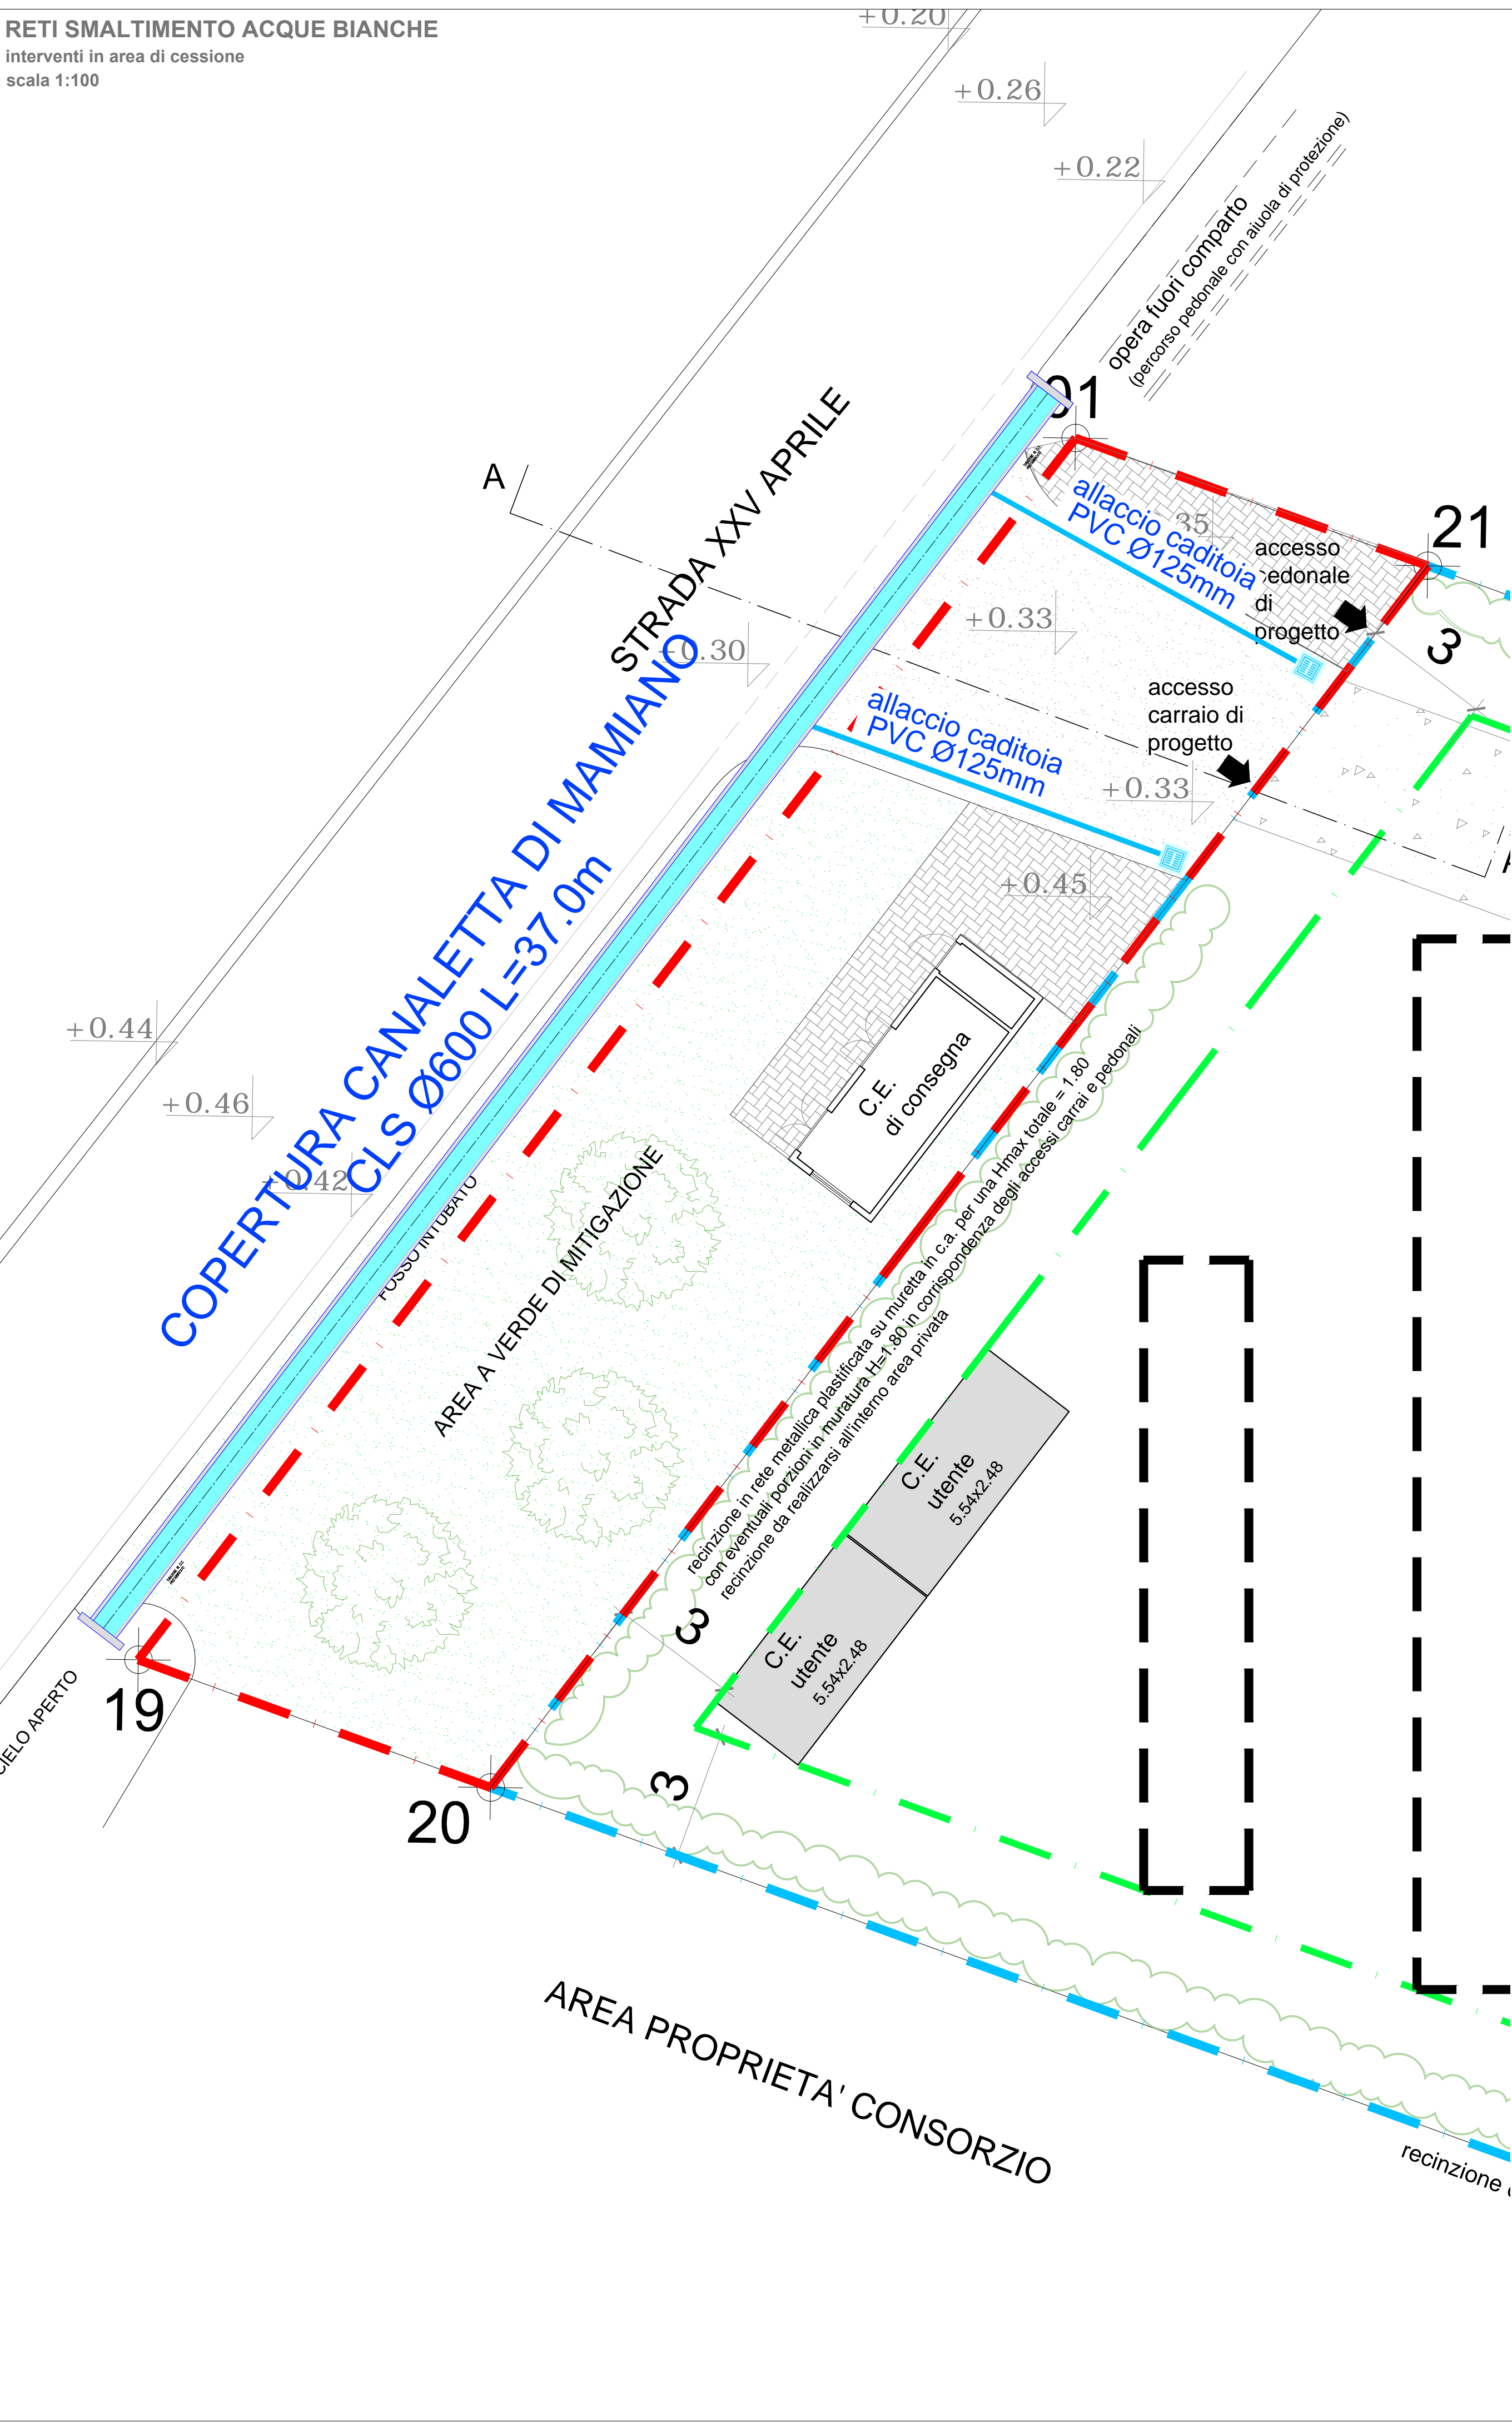 RETI SMALTIMENTO ACQUE BIANCHE
interventi in area di cessione
scala 1:100
+0.20
+0.26
+0.22
opera fuori comparto
(percorso pedonale con aiuola di protezione)
01
A
STRADA XXV APRILE
allaccio caditoia
PVC Ø125mm
35
21
accesso
pedonale
di
progetto
3
+0.33
+0.30
accesso
carraio di
progetto
allaccio caditoia
PVC Ø125mm
+0.33
A
+0.45
COPERTURA CANALETTA DI MAMIANO
CLS Ø600 L=37.0m
+0.44
+0.46
+0.42
FOSSO INTUBATO
AREA A VERDE DI MITIGAZIONE
C.E.
di consegna
recinzione in rete metallica plastificata su muretta in c.a. per una Hmax totale = 1.80
con eventuali porzioni in muratura H=1.80 in corrispondenza degli accessi carrai e pedonali
recinzione da realizzarsi all'interno area privata
C.E.
utente
5.54x2.48
C.E.
utente
5.54x2.48
3
3
CIELO APERTO
19
20
AREA PROPRIETA' CONSORZIO
recinzione